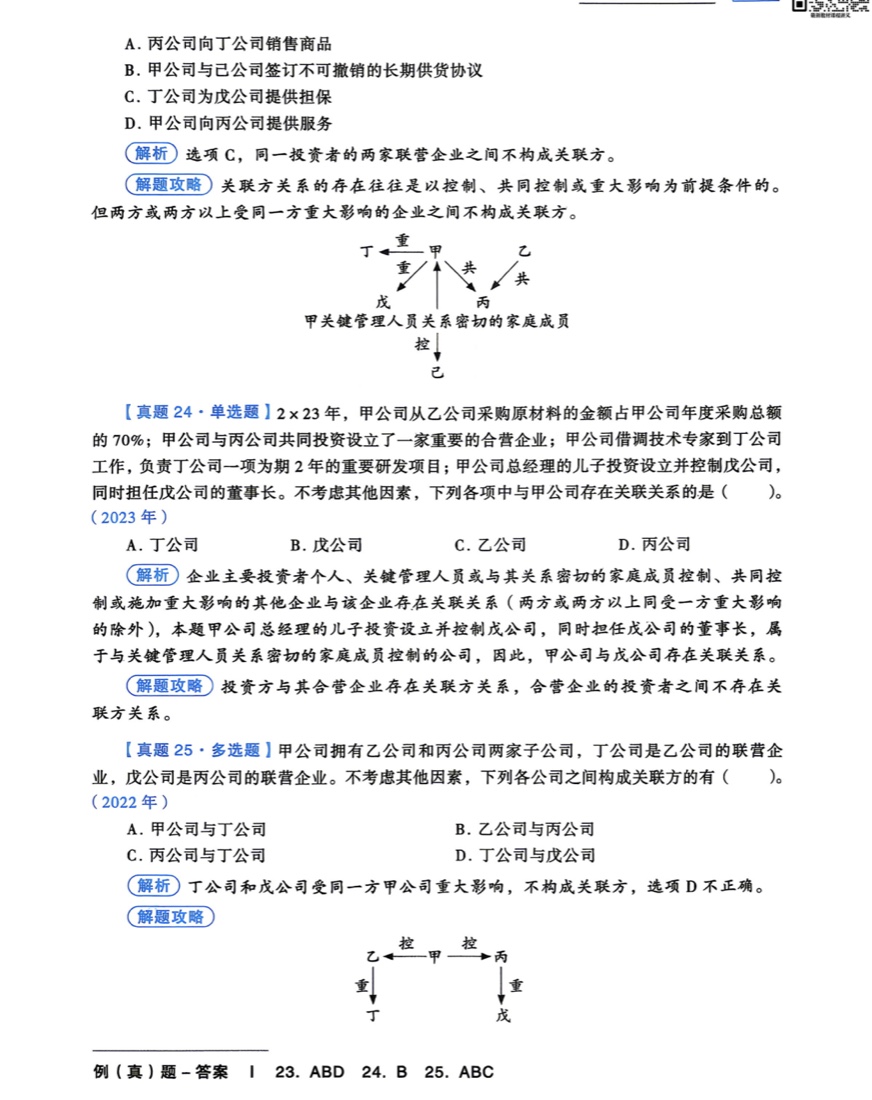 A. 丙公司向丁公司销售商品
B. 甲公司与己公司签订不可撤销的长期供货协议
C. 丁公司为戊公司提供担保
D. 甲公司向丙公司提供服务
解析 选项 C，同一投资者的两家联营企业之间不构成关联方。
解题攻略 关联方关系的存在往往是以控制、共同控制或重大影响为前提条件的。
但两方或两方以上受同一方重大影响的企业之间不构成关联方。
丁 重 甲 乙
重 共 共
戊 丙
甲关键管理人员关系密切的家庭成员
控
己
【真题 24·单选题】2×23 年，甲公司从乙公司采购原材料的金额占甲公司年度采购总额
的 70%；甲公司与丙公司共同投资设立了一家重要的合营企业；甲公司借调技术专家到丁公司
工作，负责丁公司一项为期 2 年的重要研发项目；甲公司总经理的儿子投资设立并控制戊公司，
同时担任戊公司的董事长。不考虑其他因素，下列各项中与甲公司存在关联关系的是（ ）。
（2023 年）
A. 丁公司 B. 戊公司 C. 乙公司 D. 丙公司
解析 企业主要投资者个人、关键管理人员或与其关系密切的家庭成员控制、共同控
制或施加重大影响的其他企业与该企业存在关联关系（两方或两方以上同受一方重大影响
的除外），本题甲公司总经理的儿子投资设立并控制戊公司，同时担任戊公司的董事长，属
于与关键管理人员关系密切的家庭成员控制的公司，因此，甲公司与戊公司存在关联关系。
解题攻略 投资方与其合营企业存在关联方关系，合营企业的投资者之间不存在关
联方关系。
【真题 25·多选题】甲公司拥有乙公司和丙公司两家子公司，丁公司是乙公司的联营企
业，戊公司是丙公司的联营企业。不考虑其他因素，下列各公司之间构成关联方的有（ ）。
（2022 年）
A. 甲公司与丁公司 B. 乙公司与丙公司
C. 丙公司与丁公司 D. 丁公司与戊公司
解析 丁公司和戊公司受同一方甲公司重大影响，不构成关联方，选项 D 不正确。
解题攻略
乙 控 甲 控 丙
重 重
丁 戊
例（真）题－答案 | 23. ABD 24. B 25. ABC